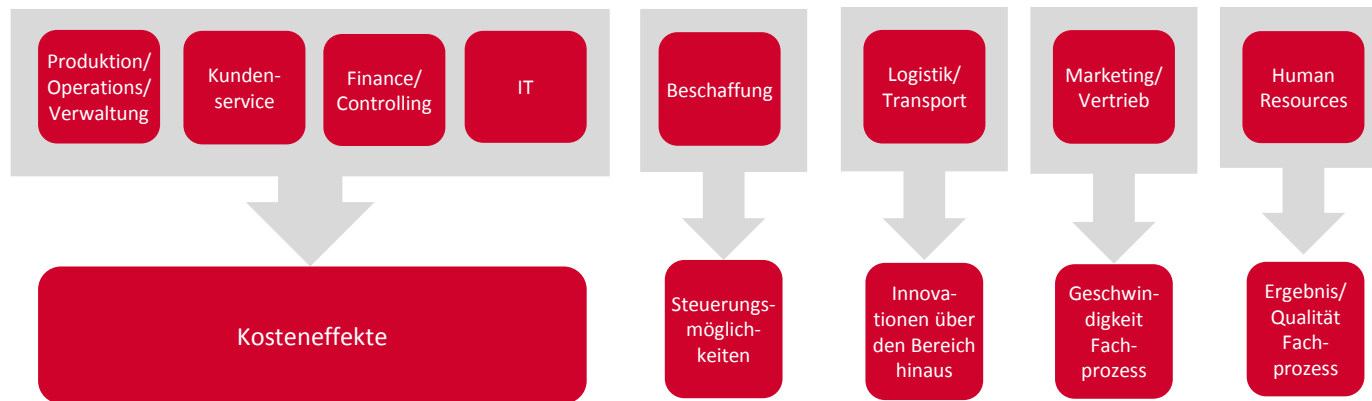 Produktion/
Operations/
Verwaltung
Kunden-
service
Finance/
Controlling
IT
Beschaffung
Logistik/
Transport
Marketing/
Vertrieb
Human
Resources
Kosteneffekte
Steuerungs-
möglich-
keiten
Innova-
tionen über
den Bereich
hinaus
Geschwin-
digkeit
Fach-
prozess
Ergebnis/
Qualität
Fach-
prozess